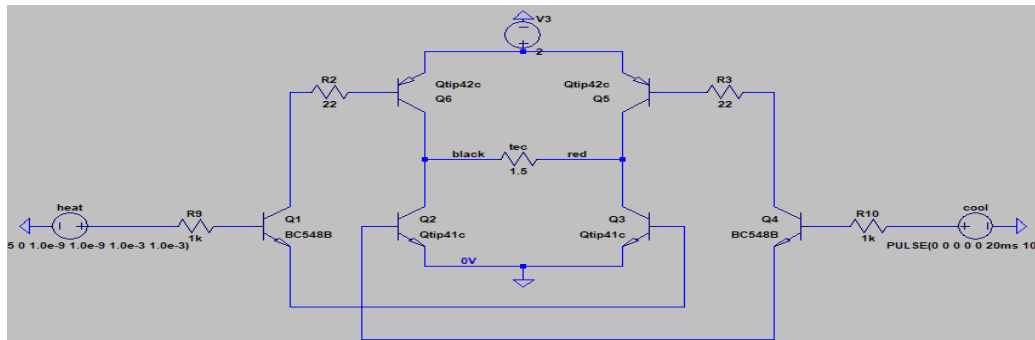 V3
2
R2
22
Qtip42c
Q6
Qtip42c
Q5
R3
22
black
tec
red
1.5
heat
R9
1k
5 0 1.0e-9 1.0e-9 1.0e-3 1.0e-3)
Q1
BC548B
Q2
Qtip41c
Q3
Qtip41c
Q4
BC548B
R10
1k
cool
PULSE(0 0 0 0 0 20ms 10
0V